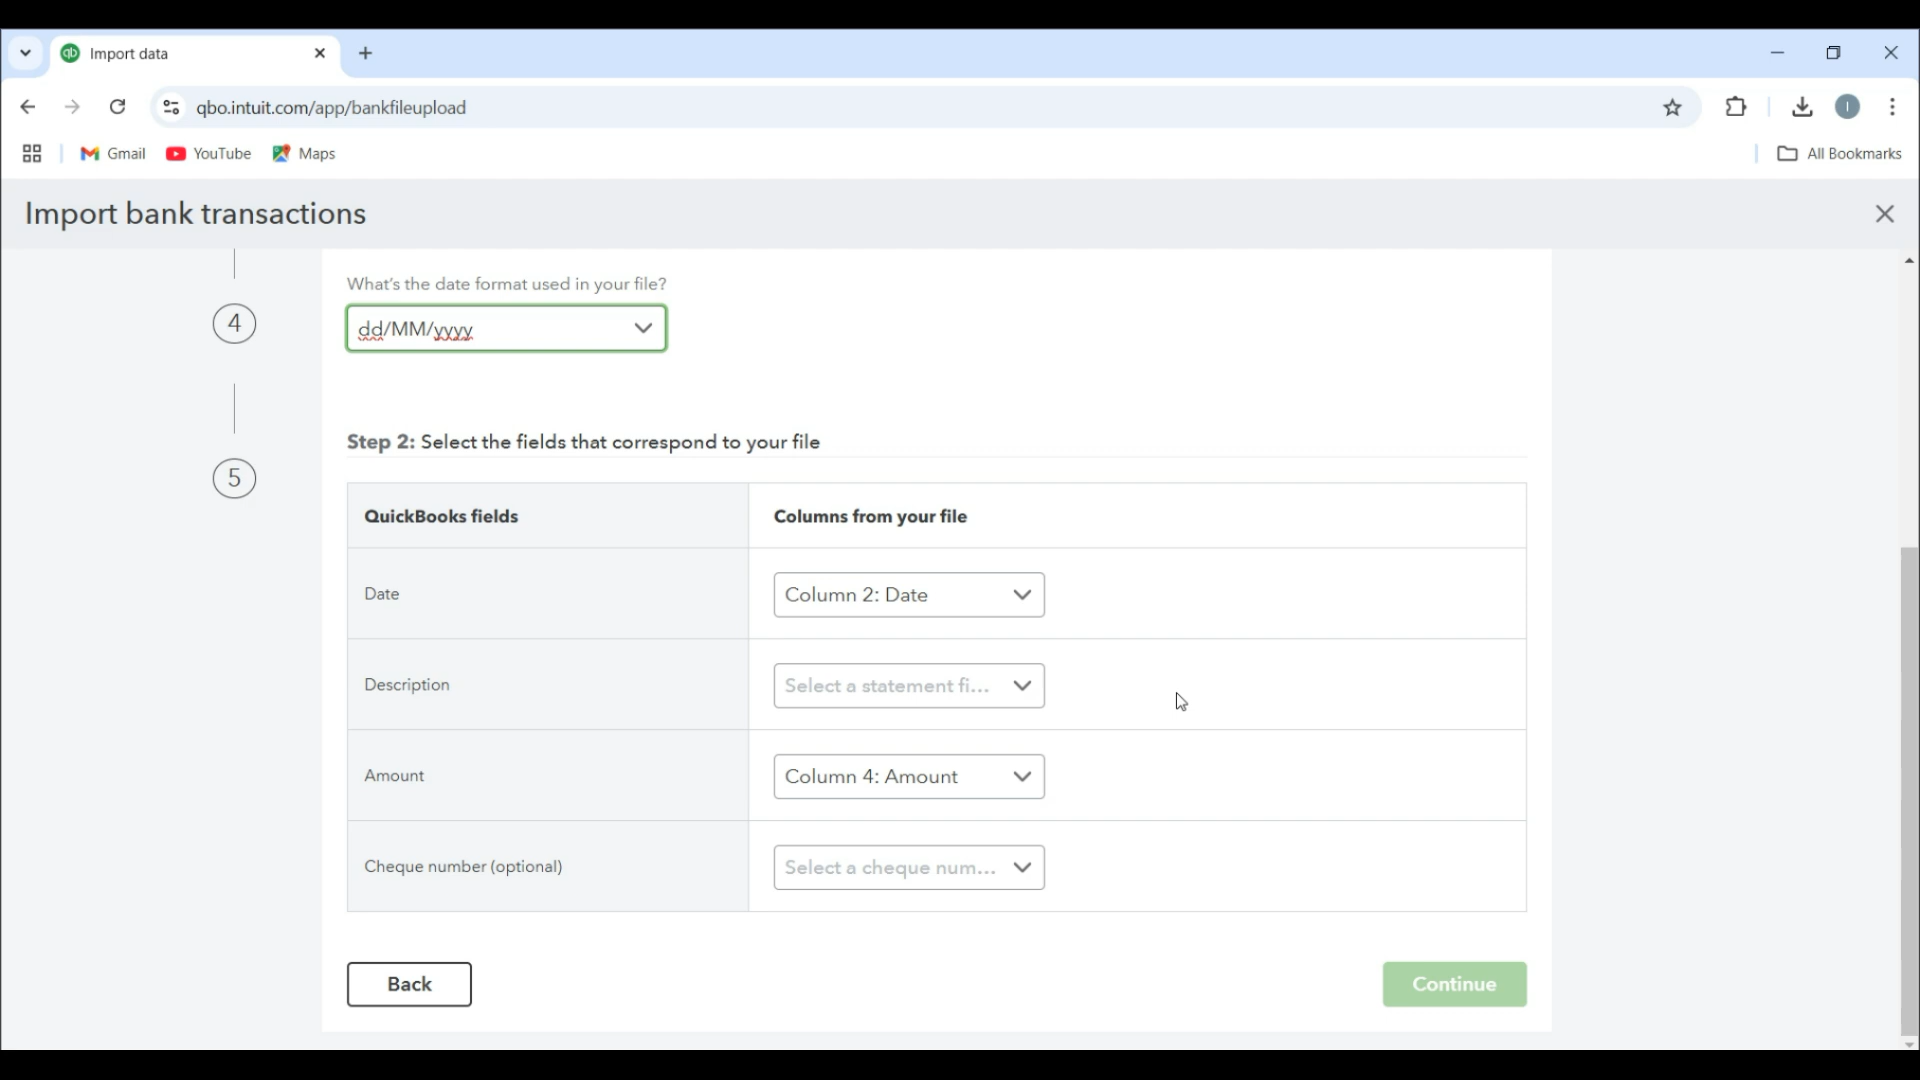 Import data
qbo.intuit.com/app/bankfileupload
Gmail
YouTube
Maps
All Bookmarks
Import bank transactions
What's the date format used in your file?
4
dd/MM/yyyy
Step 2: Select the fields that correspond to your file
5
QuickBooks fields
Columns from your file
Date
Column 2: Date
Description
Select a statement fi...
Amount
Column 4: Amount
Cheque number (optional)
Select a cheque num...
Back
Continue